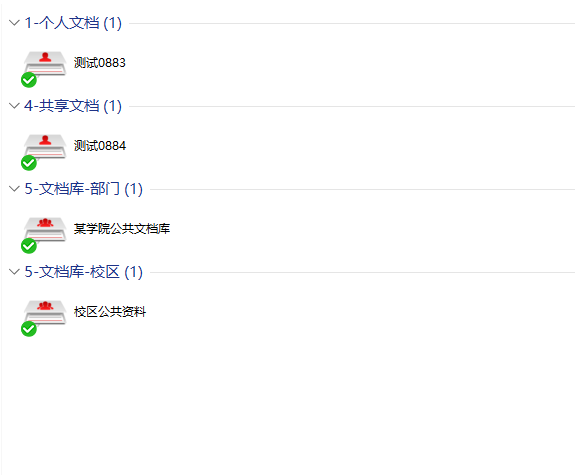 1-个人文档 (1)
测试0883
4-共享文档 (1)
测试0884
5-文档库-部门 (1)
某学院公共文档库
5-文档库-校区 (1)
校区公共资料